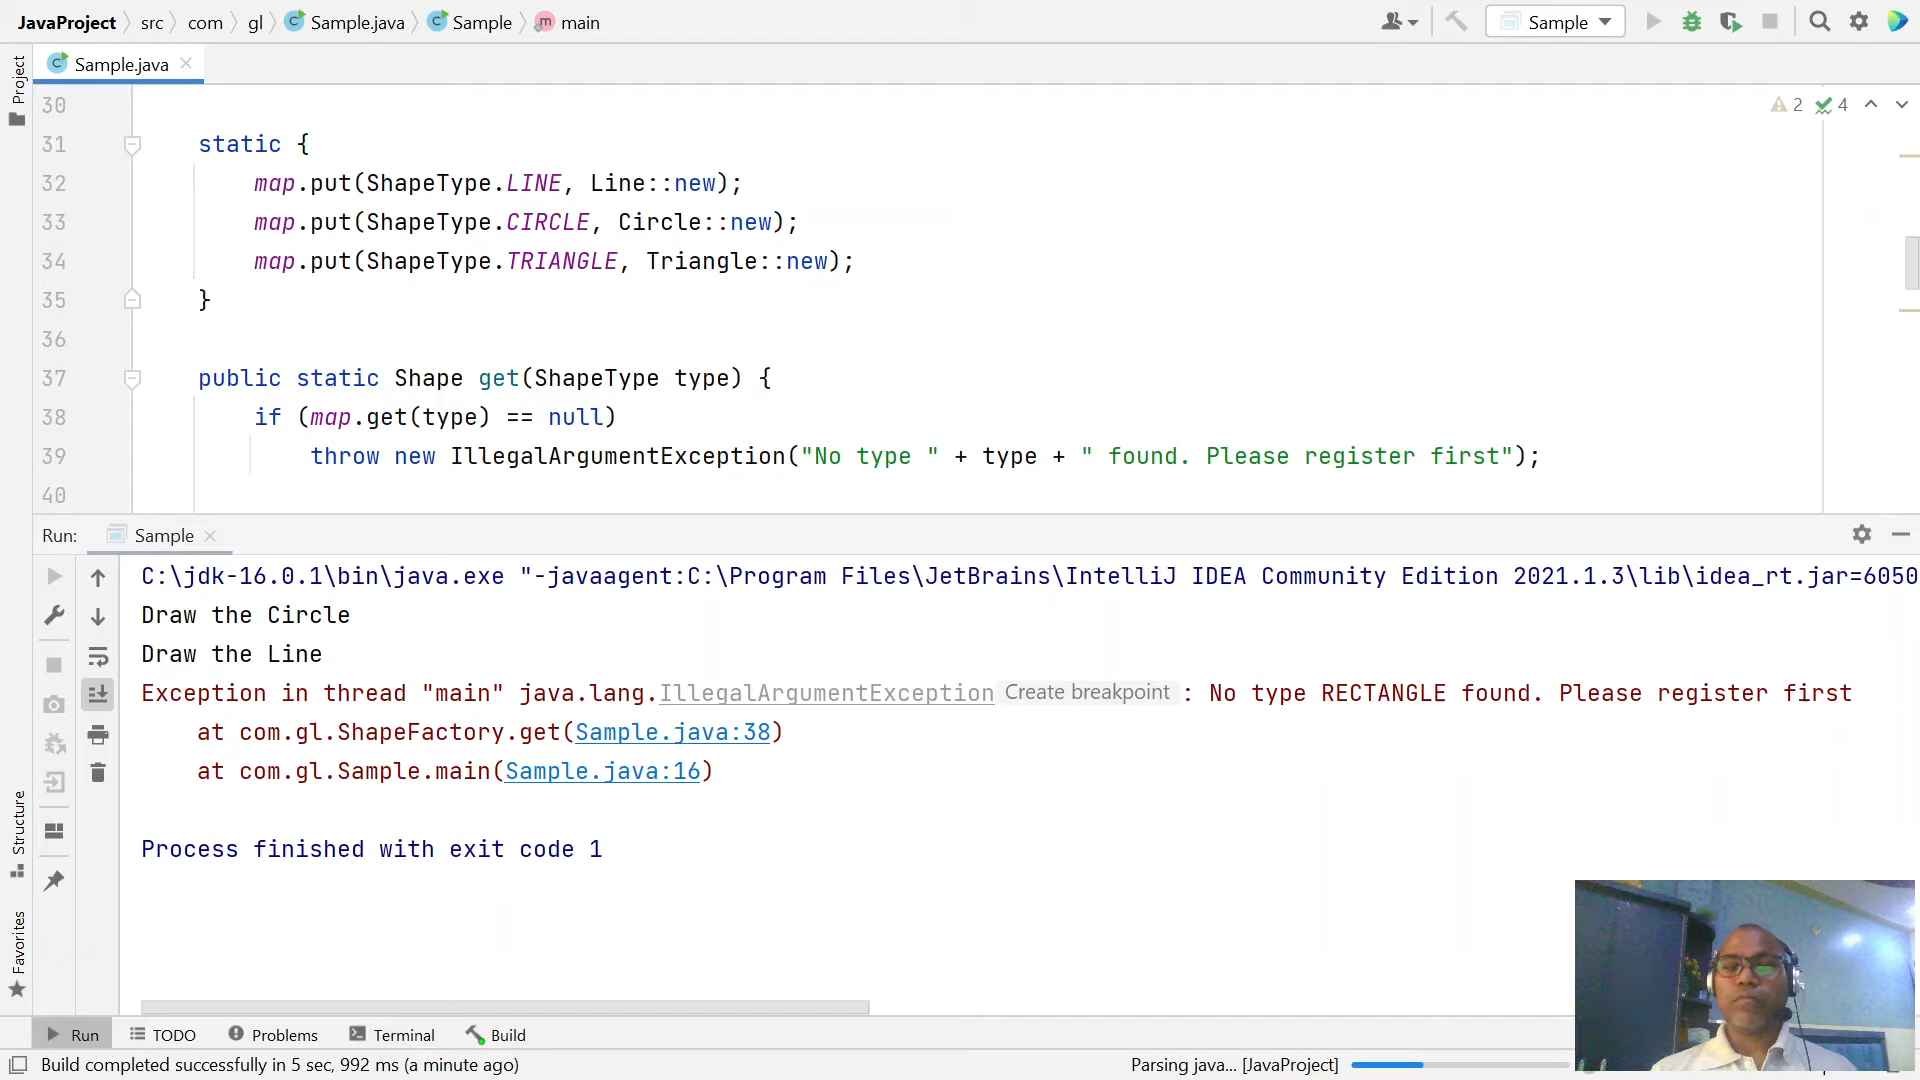 JavaProject src com gl Sample.java Sample main
Sample
Sample.java
Project
2 4
30
31 static {
32 map.put(ShapeType.LINE, Line::new);
33 map.put(ShapeType.CIRCLE, Circle::new);
34 map.put(ShapeType.TRIANGLE, Triangle::new);
35 }
36
37 public static Shape get(ShapeType type) {
38 if (map.get(type) == null)
39 throw new IllegalArgumentException("No type " + type + " found. Please register first");
40
Run: Sample
C:\jdk-16.0.1\bin\java.exe "-javaagent:C:\Program Files\JetBrains\IntelliJ IDEA Community Edition 2021.1.3\lib\idea_rt.jar=6050
Draw the Circle
Draw the Line
Exception in thread "main" java.lang.IllegalArgumentException Create breakpoint : No type RECTANGLE found. Please register first
at com.gl.ShapeFactory.get(Sample.java:38)
at com.gl.Sample.main(Sample.java:16)
Process finished with exit code 1
Structure
Favorites
Run TODO Problems Terminal Build
Build completed successfully in 5 sec, 992 ms (a minute ago)
Parsing java... [JavaProject]